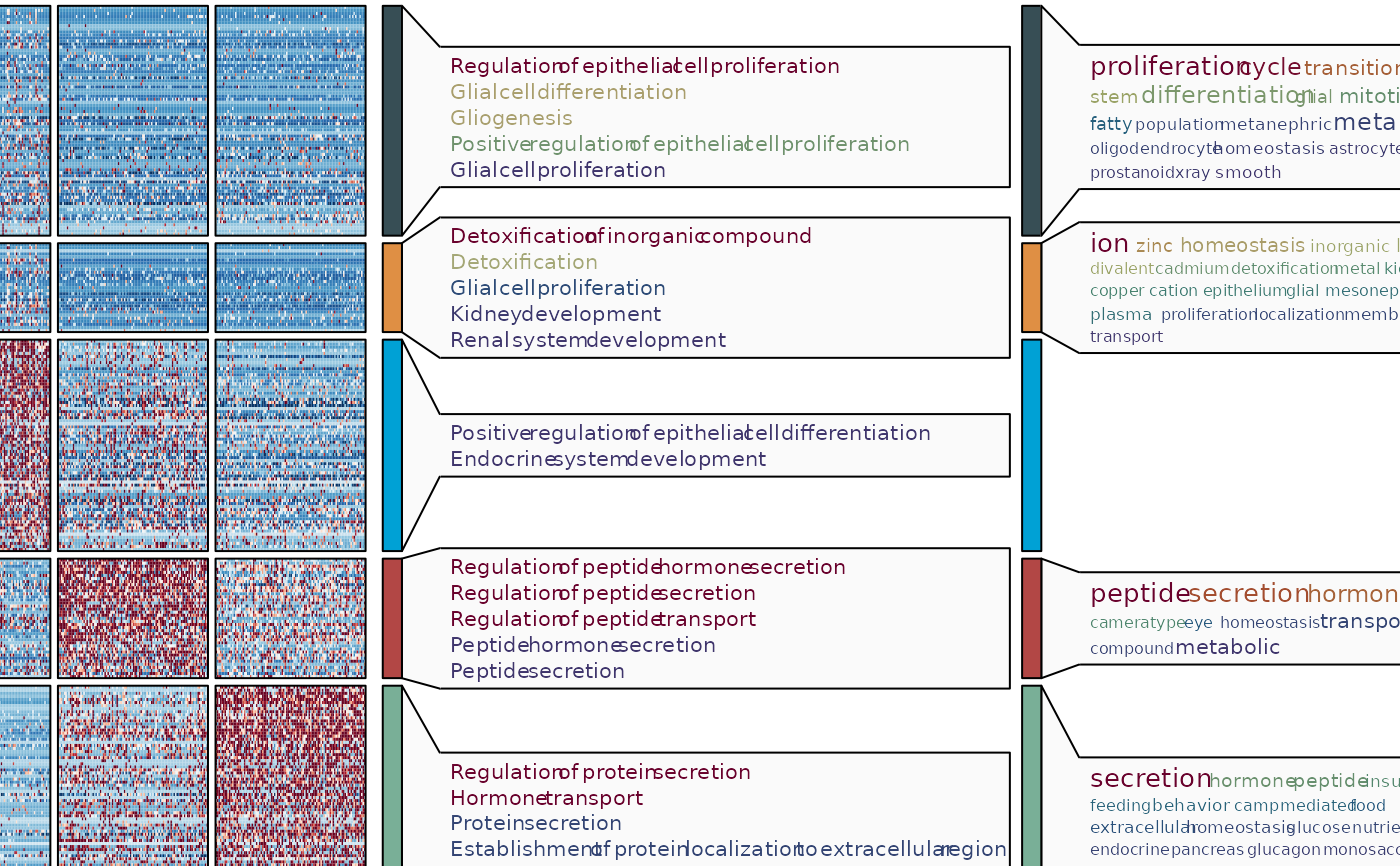 Regulation of epithelial cell proliferation
Glial cell differentiation
Gliogenesis
Positive regulation of epithelial cell proliferation
Glial cell proliferation
Detoxification of inorganic compound
Detoxification
Glial cell proliferation
Kidney development
Renal system development
Positive regulation of epithelial cell differentiation
Endocrine system development
Regulation of peptide hormone secretion
Regulation of peptide secretion
Regulation of peptide transport
Peptide hormone secretion
Peptide secretion
Regulation of protein secretion
Hormone transport
Protein secretion
Establishment of protein localization to extracellular region
proliferation cycle transition
stem differentiation glial mitoti
fatty population metanephric meta
oligodendrocyte homeostasis astrocyte
prostanoid xray smooth
ion zinc homeostasis inorganic
divalent cadmium detoxification metal ki
copper cation epithelium glial mesonep
plasma proliferation localization memb
transport
peptide secretion hormon
cameratype eye homeostasis transpo
compound metabolic
secretion hormone peptide insu
feeding behavior campmediated food
extracellular homeostasis glucose nutrie
endocrine pancreas glucagon monosacc